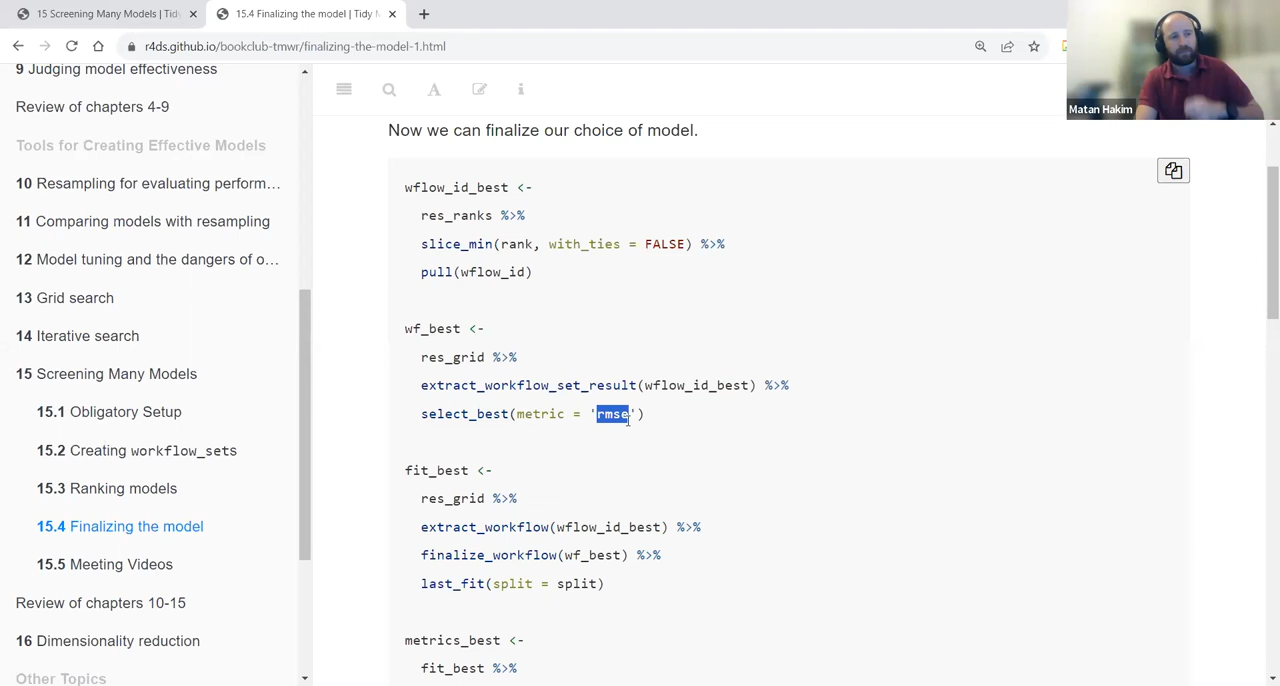 15 Screening Many Models | Tidy
15.4 Finalizing the model | Tidy M
r4ds.github.io/bookclub-tmwr/finalizing-the-model-1.html
Matan Hakim
9 Judging model effectiveness
Review of chapters 4-9
Tools for Creating Effective Models
10 Resampling for evaluating perform…
11 Comparing models with resampling
12 Model tuning and the dangers of o…
13 Grid search
14 Iterative search
15 Screening Many Models
15.1 Obligatory Setup
15.2 Creating workflow_sets
15.3 Ranking models
15.4 Finalizing the model
15.5 Meeting Videos
Review of chapters 10-15
16 Dimensionality reduction
Other Topics
Now we can finalize our choice of model.
wflow_id_best <-
res_ranks %>%
slice_min(rank, with_ties = FALSE) %>%
pull(wflow_id)
wf_best <-
res_grid %>%
extract_workflow_set_result(wflow_id_best) %>%
select_best(metric = 'rmse')
fit_best <-
res_grid %>%
extract_workflow(wflow_id_best) %>%
finalize_workflow(wf_best) %>%
last_fit(split = split)
metrics_best <-
fit_best %>%